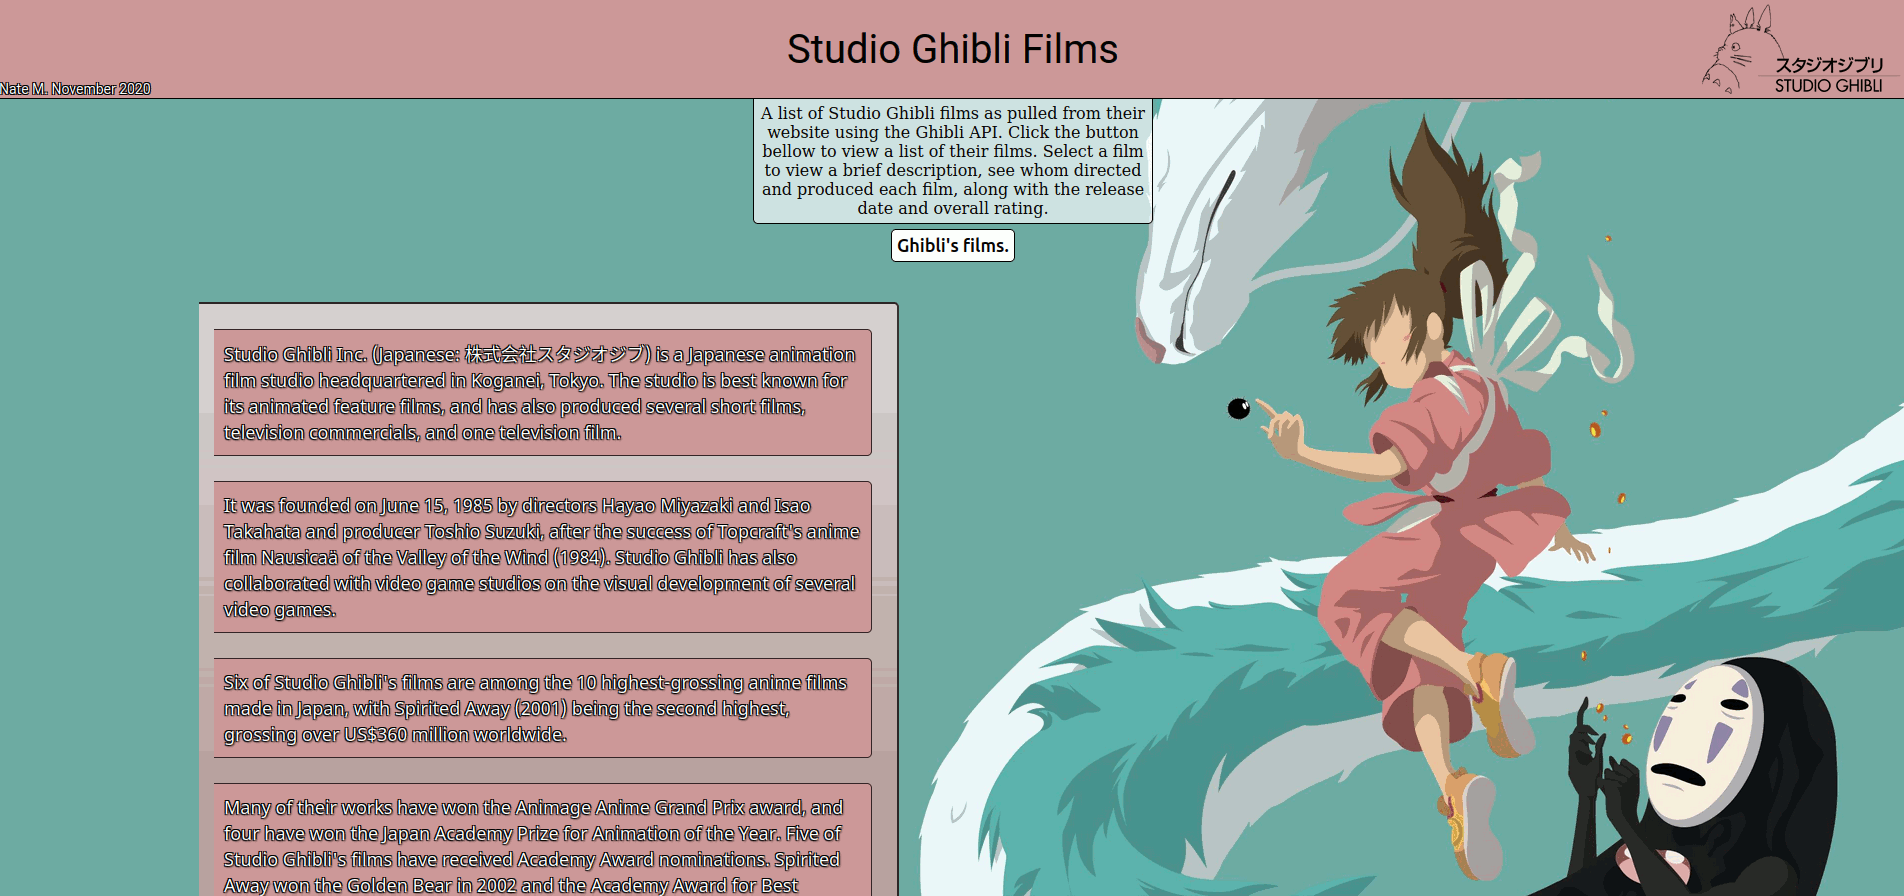 Studio Ghibli Films
スタジオジブリ
STUDIO GHIBLI
Nate M. November 2020
A list of Studio Ghibli films as pulled from their
website using the Ghibli API. Click the button
bellow to view a list of their films. Select a film
to view a brief description, see whom directed
and produced each film, along with the release
date and overall rating.
Ghibli's films.
Studio Ghibli Inc. (Japanese: 株式会社スタジオジブ) is a Japanese animation
film studio headquartered in Koganei, Tokyo. The studio is best known for
its animated feature films, and has also produced several short films,
television commercials, and one television film.
It was founded on June 15, 1985 by directors Hayao Miyazaki and Isao
Takahata and producer Toshio Suzuki, after the success of Topcraft's anime
film Nausicaä of the Valley of the Wind (1984). Studio Ghibli has also
collaborated with video game studios on the visual development of several
video games.
Six of Studio Ghibli's films are among the 10 highest-grossing anime films
made in Japan, with Spirited Away (2001) being the second highest,
grossing over US$360 million worldwide.
Many of their works have won the Animage Anime Grand Prix award, and
four have won the Japan Academy Prize for Animation of the Year. Five of
Studio Ghibli's films have received Academy Award nominations. Spirited
Away won the Golden Bear in 2002 and the Academy Award for Best